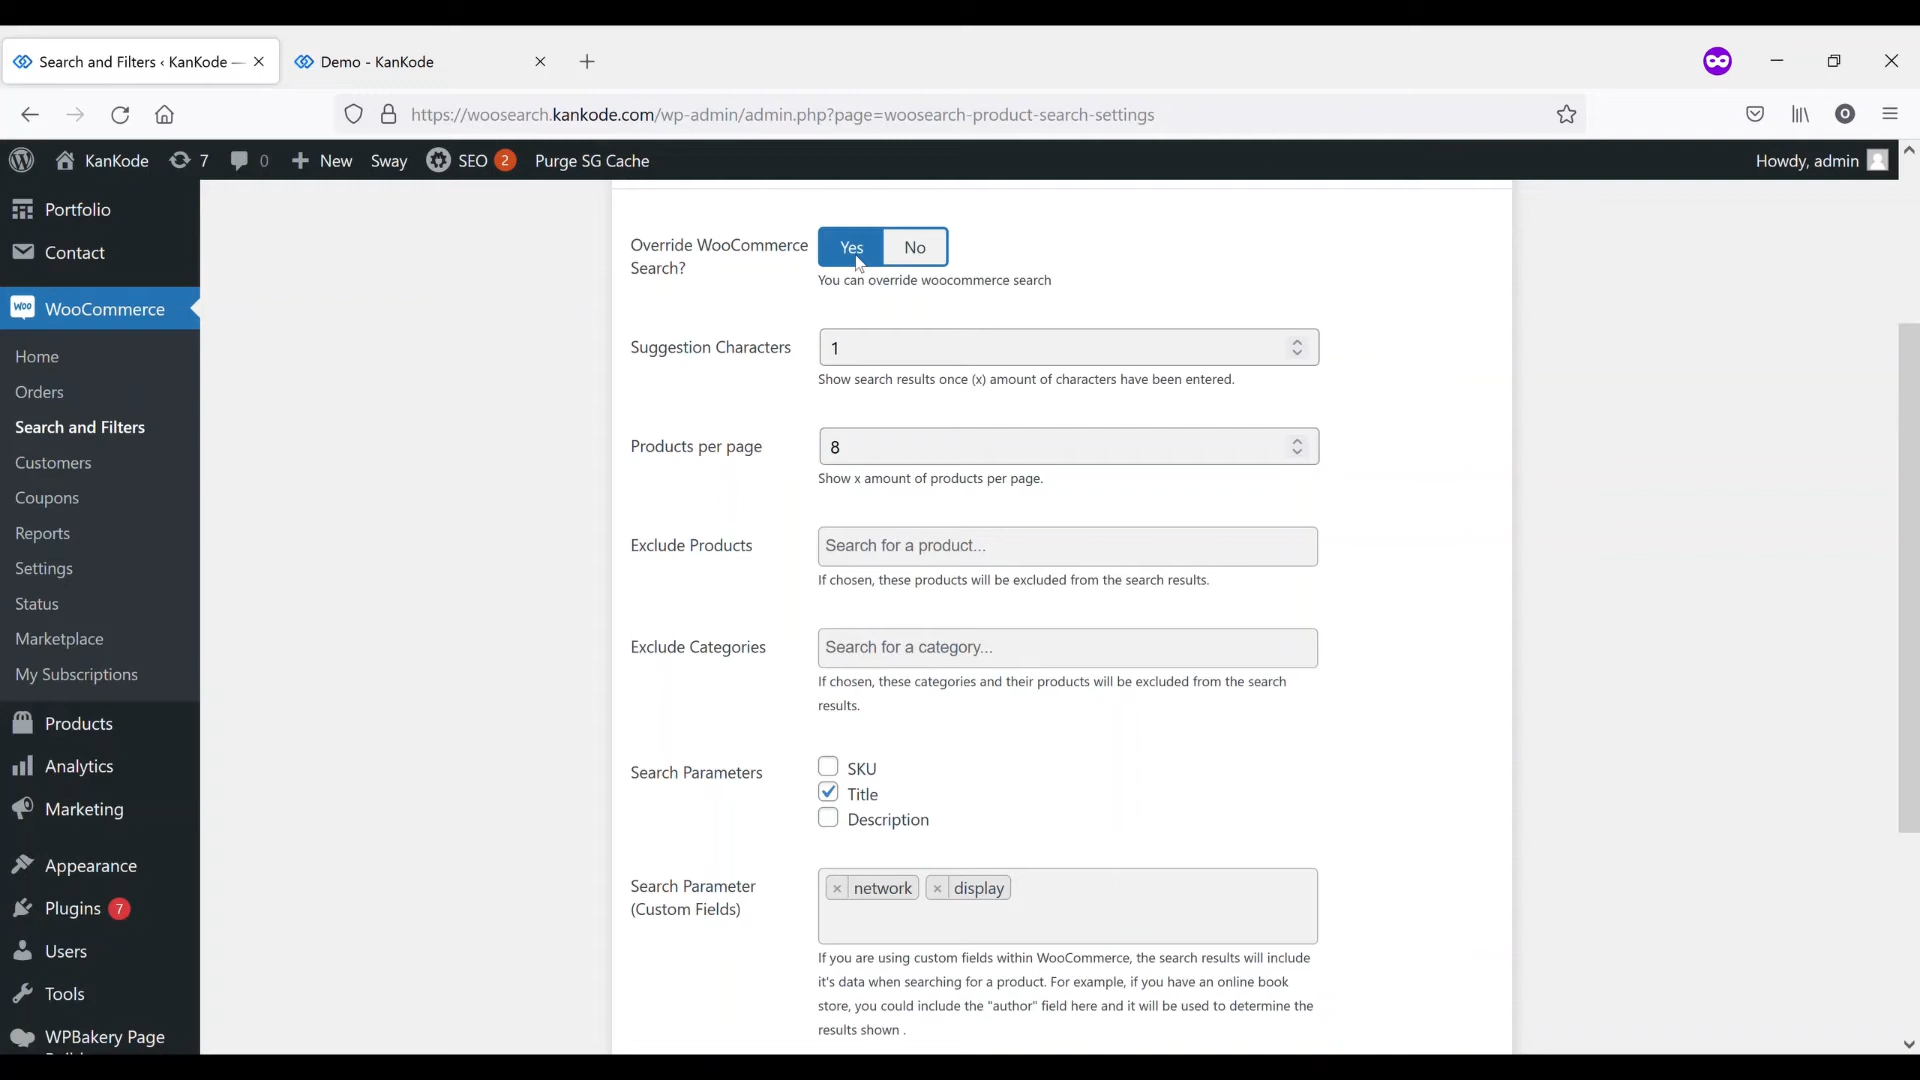 Search and Filters ‹ KanKode —
Demo - KanKode
https://woosearch.kankode.com/wp-admin/admin.php?page=woosearch-product-search-settings
KanKode
7
0
New
Sway
SEO 2
Purge SG Cache
Howdy, admin
Portfolio
Contact
Woo WooCommerce
Home
Orders
Search and Filters
Customers
Coupons
Reports
Settings
Status
Marketplace
My Subscriptions
Products
Analytics
Marketing
Appearance
Plugins 7
Users
Tools
WPBakery Page
Override WooCommerce
Search?
Yes No
You can override woocommerce search
Suggestion Characters
1
Show search results once (x) amount of characters have been entered.
Products per page
8
Show x amount of products per page.
Exclude Products
Search for a product...
If chosen, these products will be excluded from the search results.
Exclude Categories
Search for a category...
If chosen, these categories and their products will be excluded from the search
results.
Search Parameters
SKU
Title
Description
Search Parameter
(Custom Fields)
× network × display
If you are using custom fields within WooCommerce, the search results will include
it's data when searching for a product. For example, if you have an online book
store, you could include the "author" field here and it will be used to determine the
results shown .